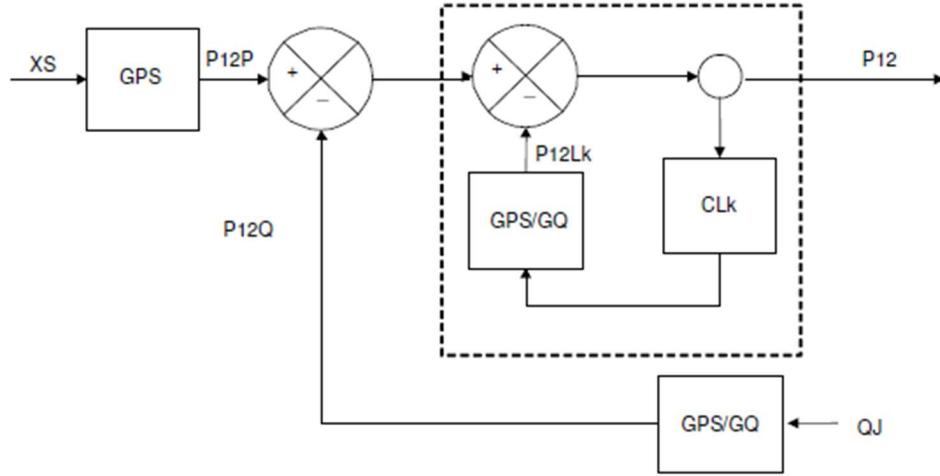 XS
GPS
P12P
+
–
+
–
P12
P12Lk
GPS/GQ
CLk
P12Q
GPS/GQ
QJ